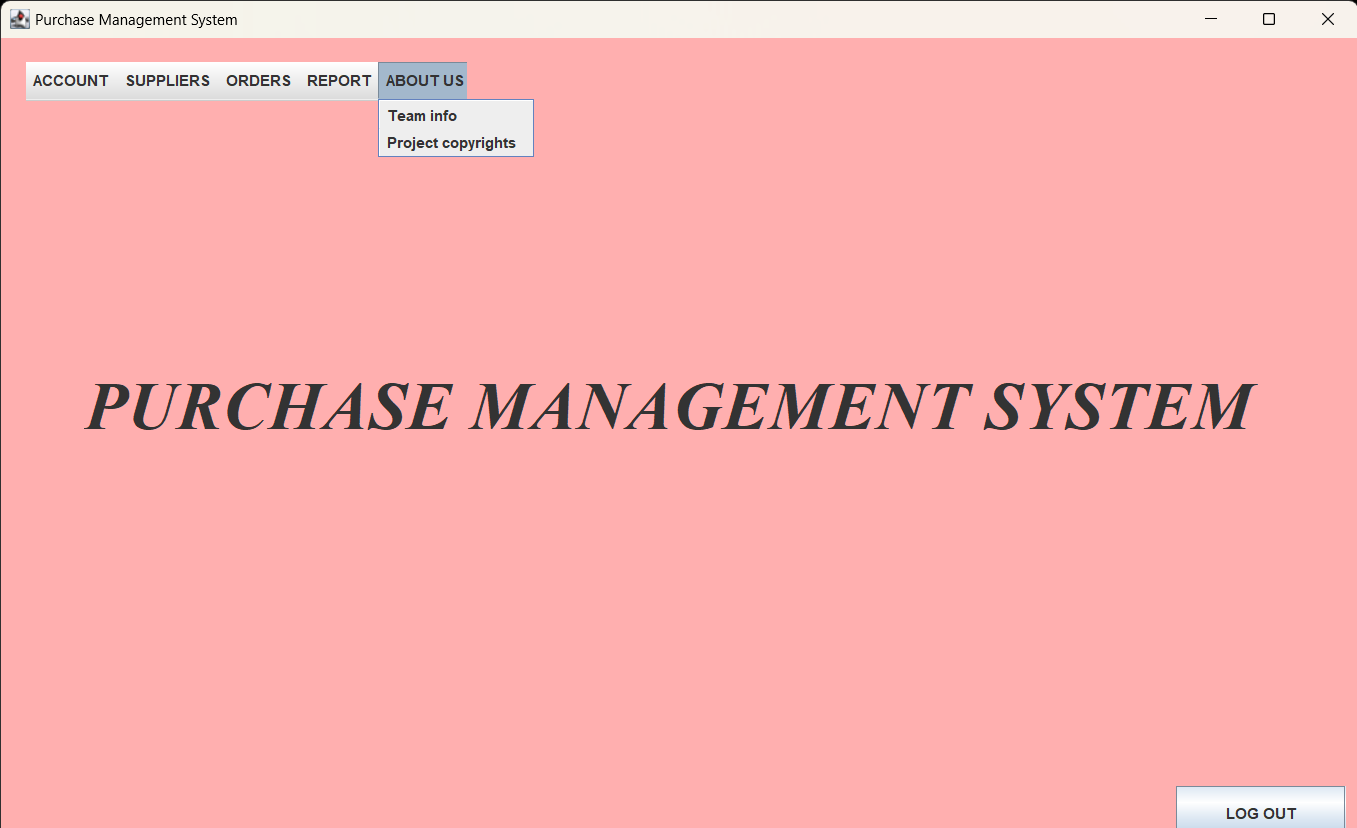 Purchase Management System
ACCOUNT SUPPLIERS ORDERS REPORT ABOUT US
Team info
Project copyrights
PURCHASE MANAGEMENT SYSTEM
LOG OUT